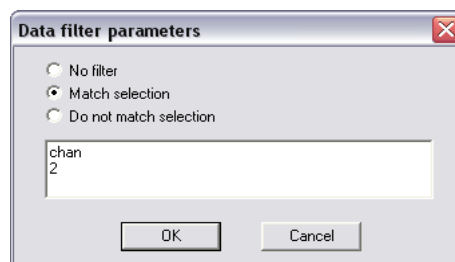 Data filter parameters
No filter
Match selection
Do not match selection
chan
2
OK Cancel